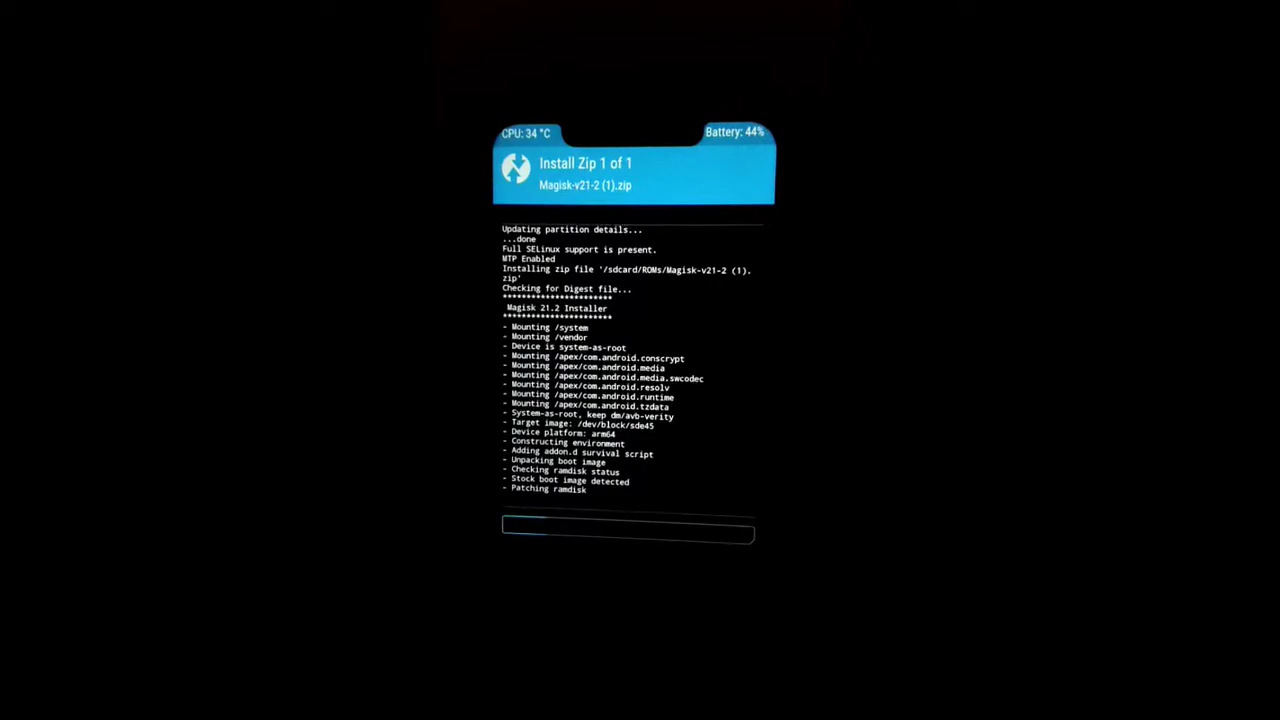 CPU: 34 °C
Battery: 44%
Install Zip 1 of 1
Magisk-v21-2 (1).zip
Updating partition details...
...done
Full SELinux support is present.
MTP Enabled
Installing zip file '/sdcard/ROMs/Magisk-v21-2 (1).
zip'
Checking for Digest file...
************************
Magisk 21.2 Installer
************************
- Mounting /system
- Mounting /vendor
- Device is system-as-root
- Mounting /apex/com.android.conscrypt
- Mounting /apex/com.android.media
- Mounting /apex/com.android.media.swcodec
- Mounting /apex/com.android.resolv
- Mounting /apex/com.android.runtime
- Mounting /apex/com.android.tzdata
- System-as-root, keep dm/avb-verity
- Target image: /dev/block/sde45
- Device platform: arm64
- Constructing environment
- Adding addon.d survival script
- Unpacking boot image
- Checking ramdisk status
- Stock boot image detected
- Patching ramdisk